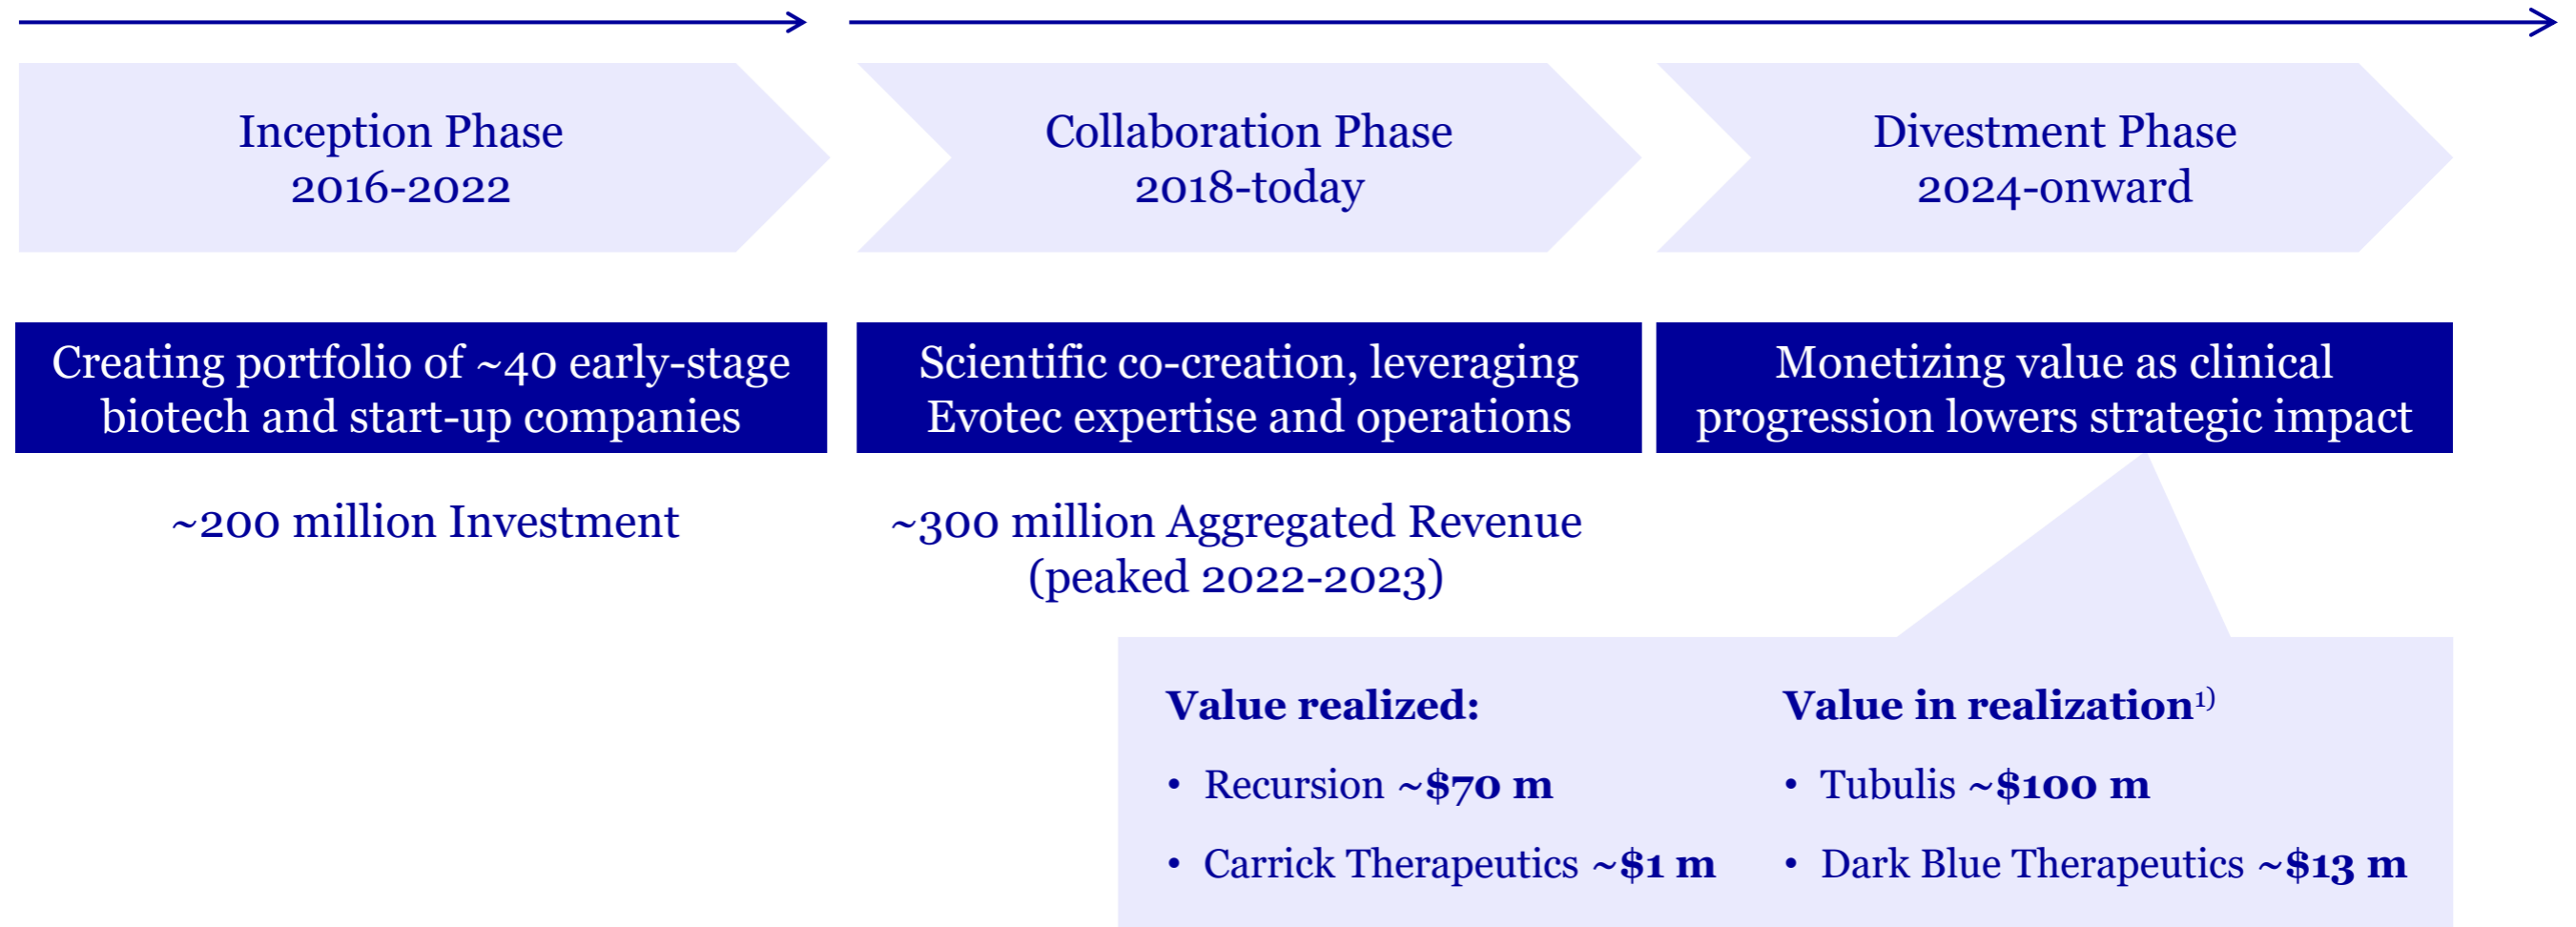 Inception Phase
2016-2022
Collaboration Phase
2018-today
Divestment Phase
2024-onward
Creating portfolio of ~40 early-stage
biotech and start-up companies
Scientific co-creation, leveraging
Evotec expertise and operations
Monetizing value as clinical
progression lowers strategic impact
~200 million Investment
~300 million Aggregated Revenue
(peaked 2022-2023)
Value realized:
• Recursion ~$70 m
• Carrick Therapeutics ~$1 m
Value in realization1)
• Tubulis ~$100 m
• Dark Blue Therapeutics ~$13 m